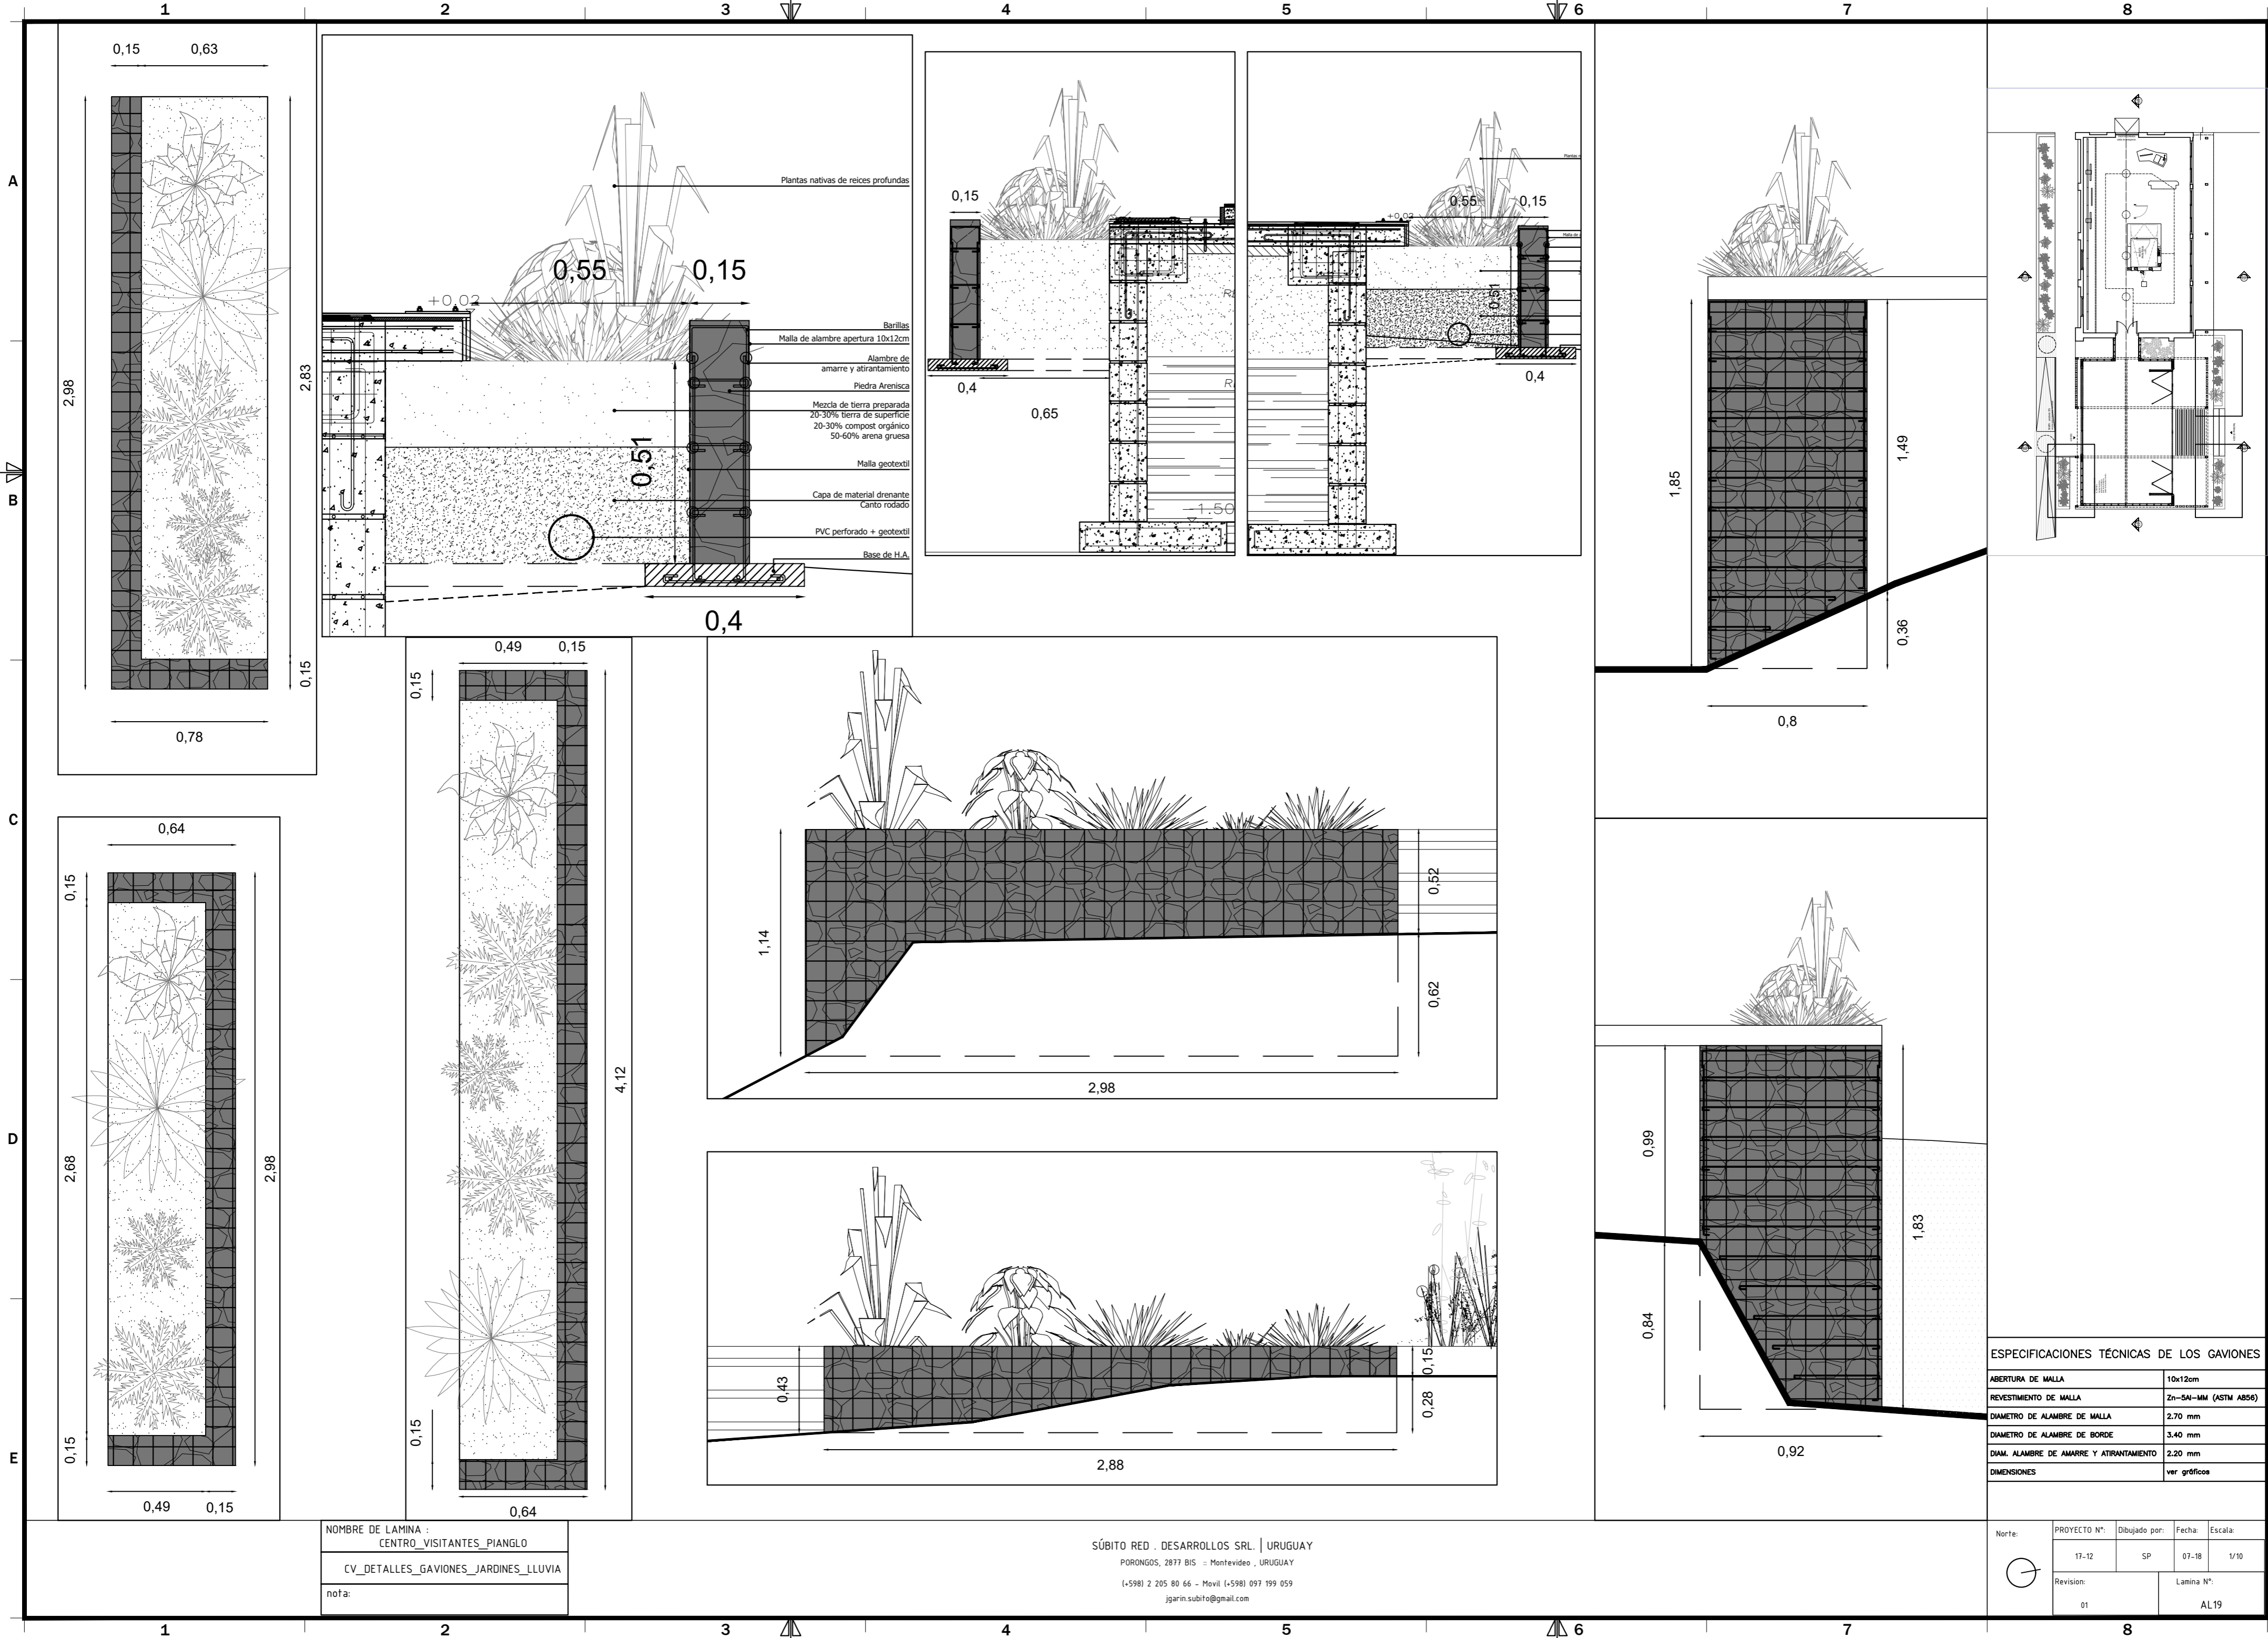 1 2 3 4 5 6 7 8
A
B
C
D
E
0,15 0,63
2,98
2,83
0,15
0,78
0,55 0,15
+0.02
0,51
0,4
Plantas nativas de reices profundas
Barillas
Malla de alambre apertura 10x12cm
Alambre de
amarre y atirantamiento
Piedra Arenisca
Mezcla de tierra preparada
20-30% tierra de superficie
20-30% compost orgánico
50-60% arena gruesa
Malla geotextil
Capa de material drenante
Canto rodado
PVC perforado + geotextil
Base de H.A.
0,15
0,4
0,65
-1.50
+0.02
0,55
0,15
0,51
0,4
1,85
1,49
0,36
0,8
0,64
0,15
2,68
2,98
0,15
0,49 0,15
0,49 0,15
0,15
4,12
0,15
0,64
1,14
0,52
0,62
2,98
0,43
0,15
0,28
2,88
0,99
0,84
1,83
0,92
ESPECIFICACIONES TÉCNICAS DE LOS GAVIONES
ABERTURA DE MALLA 10x12cm
REVESTIMIENTO DE MALLA Zn-5Al-MM (ASTM A856)
DIAMETRO DE ALAMBRE DE MALLA 2.70 mm
DIAMETRO DE ALAMBRE DE BORDE 3.40 mm
DIAM. ALAMBRE DE AMARRE Y ATIRANTAMIENTO 2.20 mm
DIMENSIONES ver gráficos
NOMBRE DE LAMINA :
CENTRO_VISITANTES_PIANGLO
CV_DETALLES_GAVIONES_JARDINES_LLUVIA
nota:
SÚBITO RED . DESARROLLOS SRL. | URUGUAY
PORONGOS, 2877 BIS :: Montevideo , URUGUAY
(+598) 2 205 80 66 - Movil (+598) 097 199 059
jgarin.subito@gmail.com
Norte:
PROYECTO N°: Dibujado por: Fecha: Escala:
17-12 SP 07-18 1/10
Revision: Lamina N°:
01 AL19
1 2 3 4 5 6 7 8